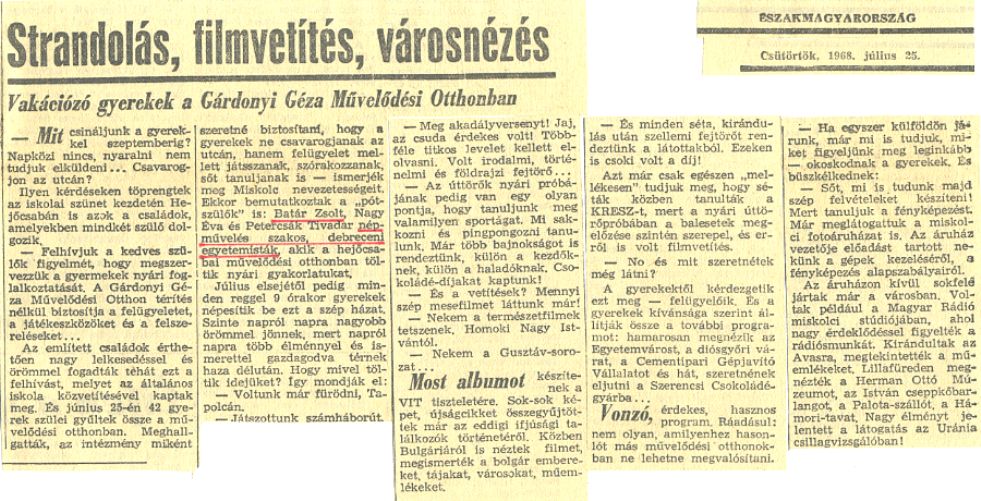 Strandolás, filmvetítés, városnézés
Vakációzó gyerekek a Gárdonyi Géza Művelődési Otthonban
ÉSZAKMAGYARORSZÁG
Csütörtök, 1968. július 25.
— Mit csináljunk a gyerek-
kel szeptemberig?
Napközi nincs, nyaralni nem
tudjuk elküldeni... Csavarog-
jon az utcán?
Ilyen kérdéseken töprengtek
az iskolai szünet kezdetén He-
jőcsabán is azok a családok,
amelyekben mindkét szülő dol-
gozik.
— Felhívjuk a kedves szü-
lők figyelmét, hogy megszer-
vezzük a gyermekek nyári fog-
lalkoztatását. A Gárdonyi Gé-
za Művelődési Otthon térítés
nélkül biztosítja a felügyeletet,
a játékeszközöket és a felsze-
reléseket...
Az említett családok érthe-
tően nagy lelkesedéssel és
örömmel fogadták tehát ezt a
felhívást, melyet az általános
iskola közvetítésével kaptak
meg. És június 25-én 42 gye-
rek szülei gyűltek össze a mű-
velődési otthonban. Meghall-
gatták, az intézmény miként
szeretné biztosítani, hogy a
gyerekek ne csavarogjanak az
utcán, hanem felügyelet mel-
lett játsszanak, szórakozzanak,
sőt tanuljanak is — ismerjék
meg Miskolc nevezetességeit.
Ekkor bemutatkoztak a „pót-
szülők” is: Batár Zsolt, Nagy
Éva és Petercsák Tivadar nép-
művelés szakos, debreceni
egyetemisták, akik a hejőcsa-
bai művelődési otthonban töl-
tik nyári gyakorlatukat,
Július elsejétől pedig min-
den reggel 9 órakor gyerekek
népesítik be ezt a szép házat.
Szinte napról napra nagyobb
örömmel jönnek, mert napról
napra több élménnyel és is-
merettel gazdagodva térnek
haza délután. Hogy mivel töl-
tik idejüket? Így mondják el:
— Voltunk már fürödni, Ta-
polcán.
— Játszottunk számháborút.
— Meg akadályversenyt! Jaj,
az csuda érdekes volt! Több-
féle titkos levelet kellett el-
olvasni. Volt irodalmi, törté-
nelmi és földrajzi fejtörő...
— Az úttörők nyári próbá-
jának pedig van egy olyan
pontja, hogy tanuljunk meg
valamilyen sportágat. Mi sak-
kozni és pingpongozni tanul-
tunk. Már több bajnokságot is
rendeztünk, külön a kezdők-
nek, külön a haladóknak. Cso-
koládé-díjakat kaptunk!
— És a vetítések? Mennyi
szép mesefilmet láttunk már!
— Nekem a természetfilmek
tetszenek. Homoki Nagy Ist-
vántól.
— Nekem a Gusztáv-soro-
zat...
Most albumot készíte-
nek a
VIT tiszteletére. Sok-sok ké-
pet, újságcikket összegyűjtöt-
tek már az eddigi ifjúsági ta-
lálkozók történetéről. Közben
Bulgáriáról is néztek filmet,
megismerték a bolgár embere-
ket, tájakat, városokat, műem-
lékeket.
— És minden séta, kirándu-
lás után szellemi fejtörőt ren-
deztünk a látottakból. Ezeken
is csoki volt a díj!
Azt már csak egészen „mel-
lékesen” tudjuk meg, hogy sé-
ták közben tanulták a
KRESZ-t, mert a nyári úttö-
rőpróbában a balesetek meg-
előzése szintén szerepel, és er-
ről is volt filmvetítés.
— No és mit szeretnétek
még látni?
A gyerekektől kérdezgetik
ezt meg — felügyelőik. És a
gyerekek kívánsága szerint ál-
lítják össze a további progra-
mot: hamarosan megnézik az
Egyetemvárost, a diósgyőri vá-
rat, a Cementipari Gépjavító
Vállalatot és hát, szeretnének
eljutni a Szerencsi Csokoládé-
gyárba...
Vonzó, érdekes, hasznos
program. Ráadásul:
nem olyan, amilyenhez hason-
lót más művelődési otthonok-
ban ne lehetne megvalósítani.
— Ha egyszer külföldön já-
runk, már mi is tudjuk, mi-
ket figyeljünk meg leginkább
— okoskodnak a gyerekek. És
büszkélkednek:
— Sőt, mi is tudunk majd
szép felvételeket készíteni!
Mert tanuljuk a fényképezést.
Már meglátogattuk a miskol-
ci fotóáruházat is. Az áruház
vezetője előadást tartott ne-
künk a gépek kezeléséről, a
fényképezés alapszabályairól.
Az áruházon kívül sokfelé
jártak már a városban. Vol-
tak például a Magyar Rádió
miskolci stúdiójában, ahol
nagy érdeklődéssel figyelték a
rádiósmunkát. Kirándultak az
Avasra, megtekintették a mű-
emlékeket. Lillafüreden meg-
nézték a Herman Ottó Mú-
zeumot, az István cseppkőbar-
langot, a Palota-szállót, a Há-
mori-tavat. Nagy élményt je-
lentett a látogatás az Uránia
csillagvizsgálóban!